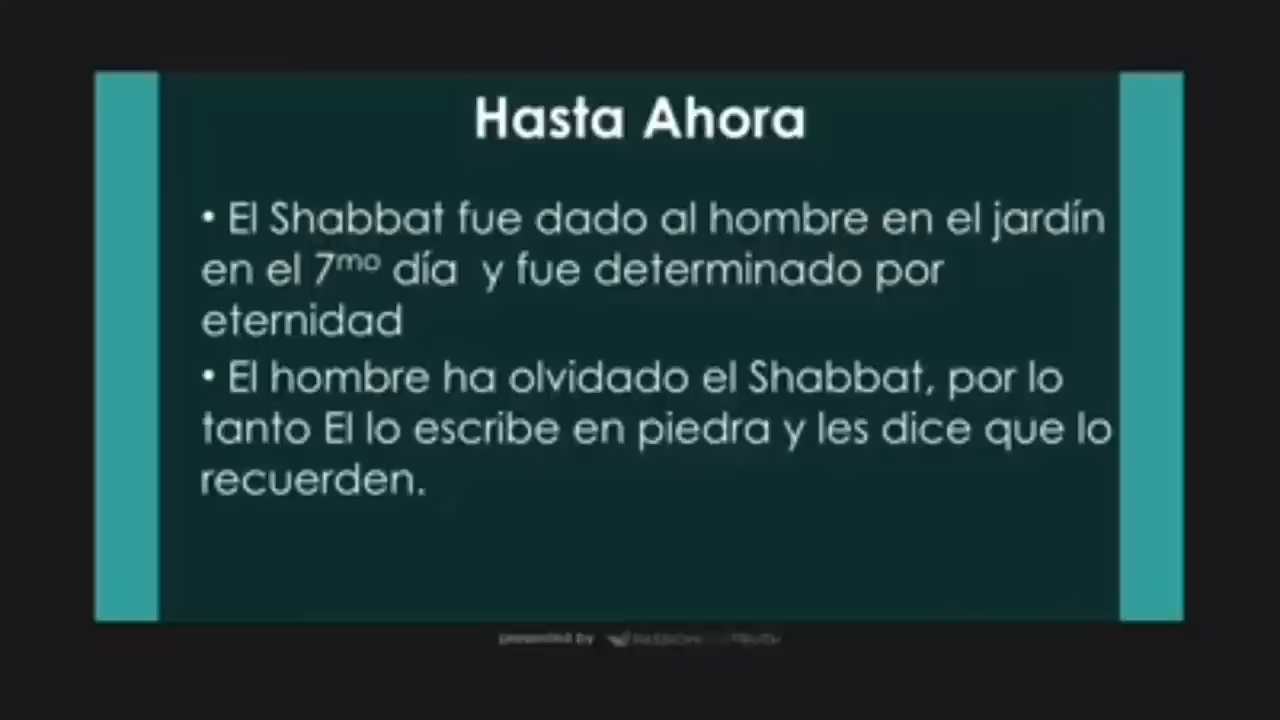 Hasta Ahora
• El Shabbat fue dado al hombre en el jardín
en el 7mo día y fue determinado por
eternidad
• El hombre ha olvidado el Shabbat, por lo
tanto El lo escribe en piedra y les dice que lo
recuerden.
presented by